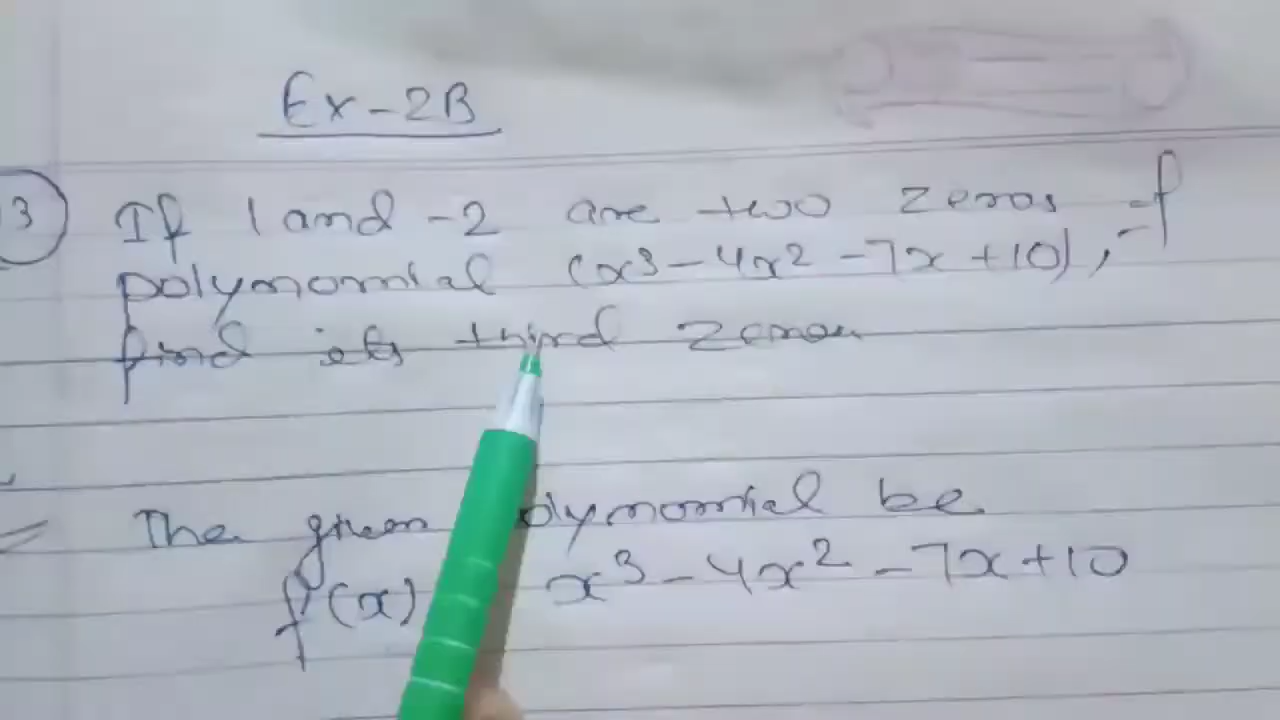 Ex-2B
3 If 1 and -2 are two zeros of
polynomial (x³-4x²-7x+10),
find its third zero
The given polynomial be
f(x) x³-4x²-7x+10